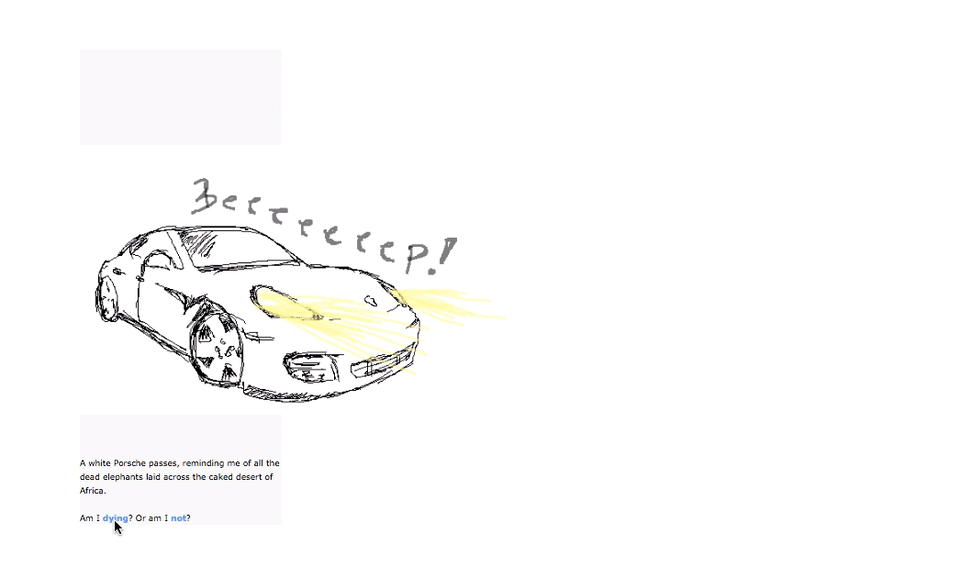 Beeeeeeep!
A white Porsche passes, reminding me of all the
dead elephants laid across the caked desert of
Africa.
Am I dying? Or am I not?